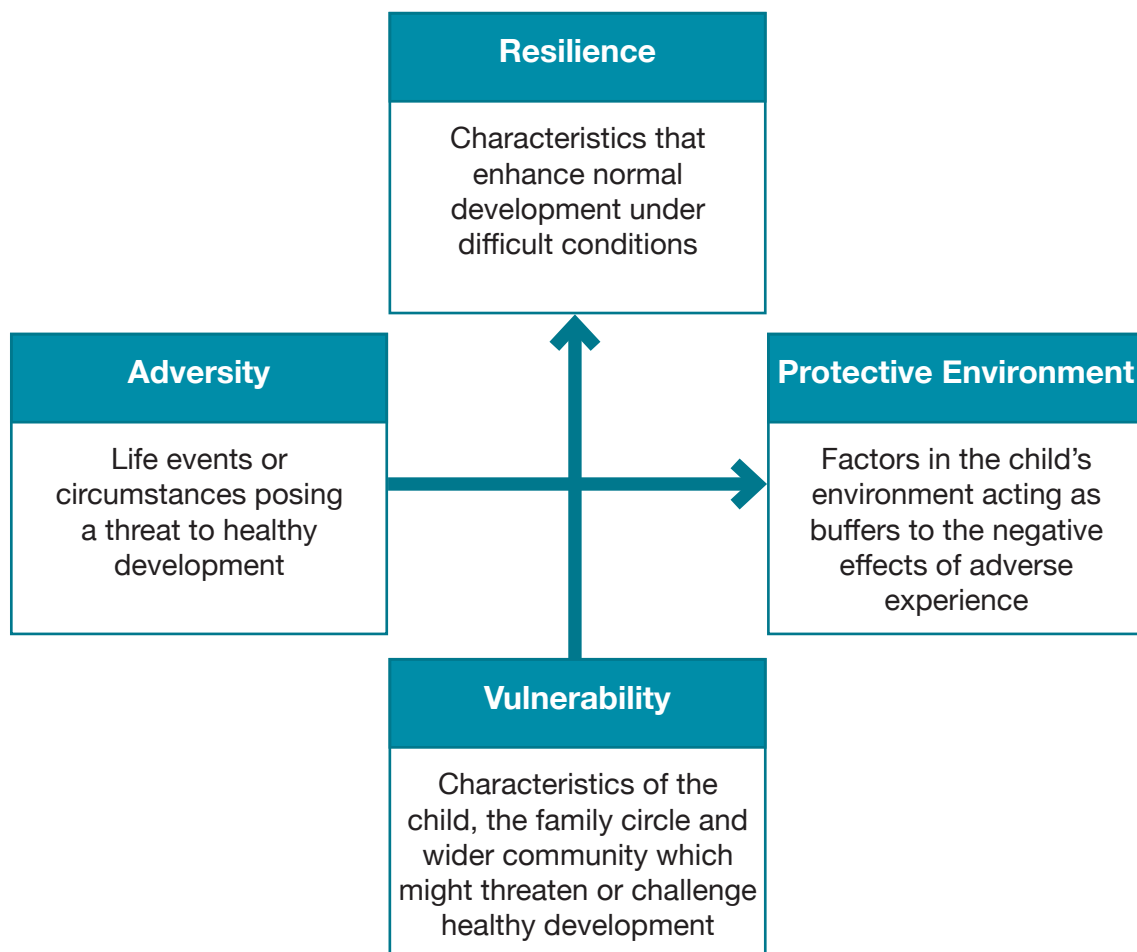 Resilience
Characteristics that
enhance normal
development under
difficult conditions
Adversity
Life events or
circumstances posing
a threat to healthy
development
Protective Environment
Factors in the child’s
environment acting as
buffers to the negative
effects of adverse
experience
Vulnerability
Characteristics of the
child, the family circle and
wider community which
might threaten or challenge
healthy development